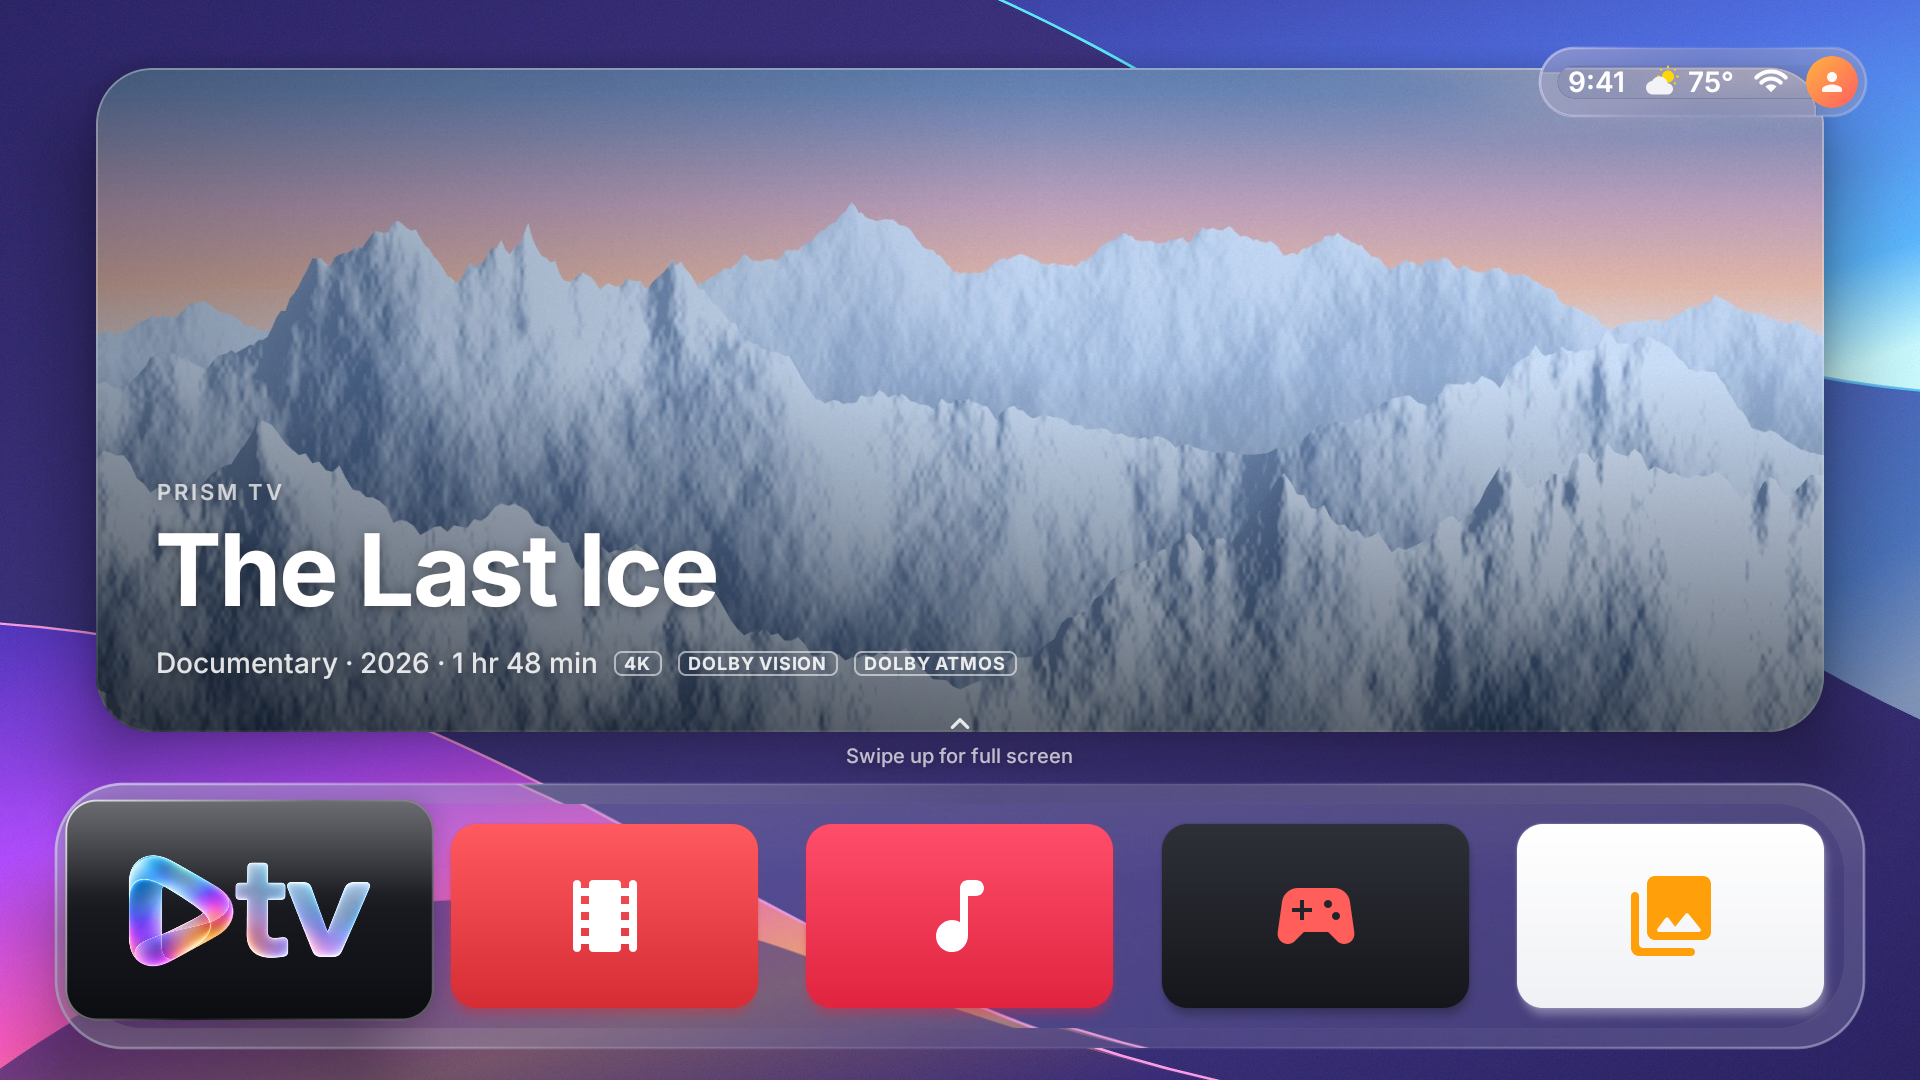 9:41 75°
PRISM TV
The Last Ice
Documentary · 2026 · 1 hr 48 min 4K DOLBY VISION DOLBY ATMOS
Swipe up for full screen
tv